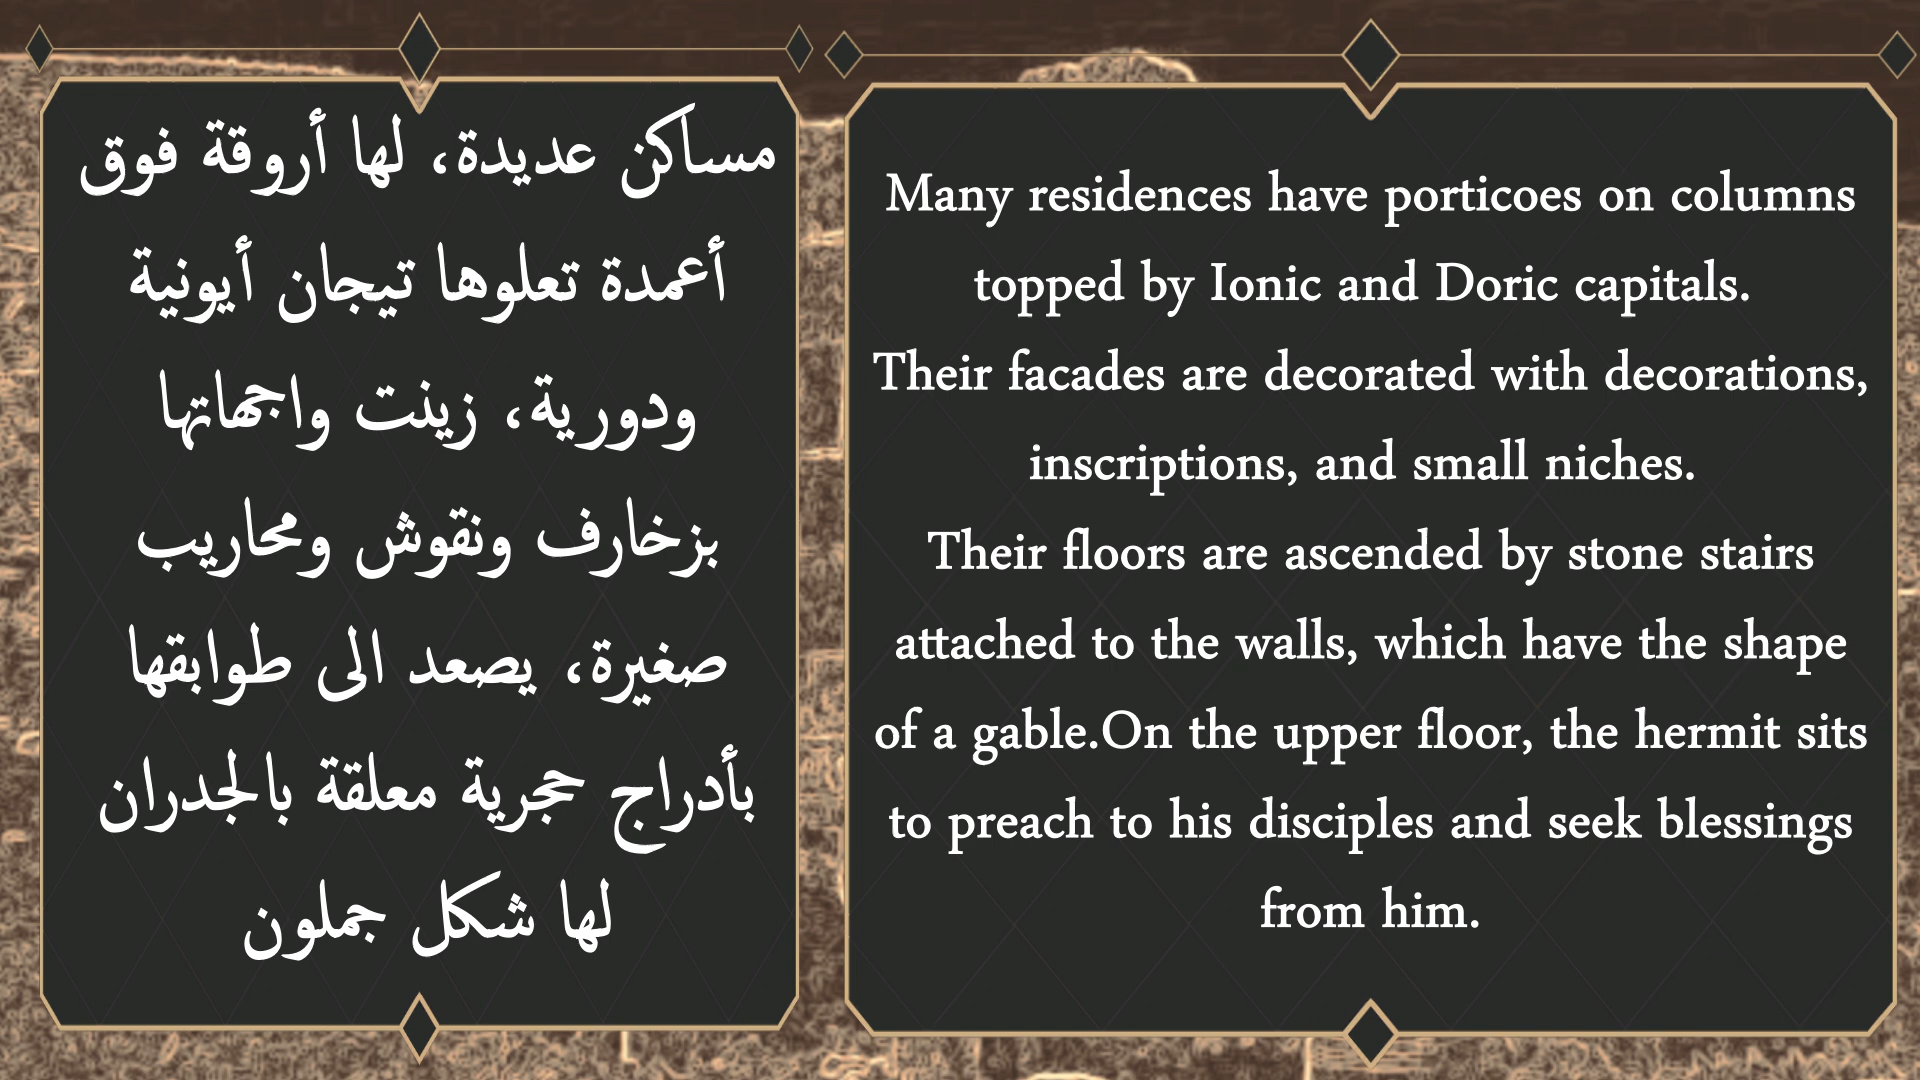 مساكن عديدة، لها أروقة فوق
أعمدة تعلوها تيجان أيونية
ودورية، زينت واجهاتها
بزخارف ونقوش ومحاريب
صغيرة، يصعد الى طوابقها
بأدراج حجرية معلقة بالجدران
لها شكل جملون
Many residences have porticoes on columns
topped by Ionic and Doric capitals.
Their facades are decorated with decorations,
inscriptions, and small niches.
Their floors are ascended by stone stairs
attached to the walls, which have the shape
of a gable.On the upper floor, the hermit sits
to preach to his disciples and seek blessings
from him.